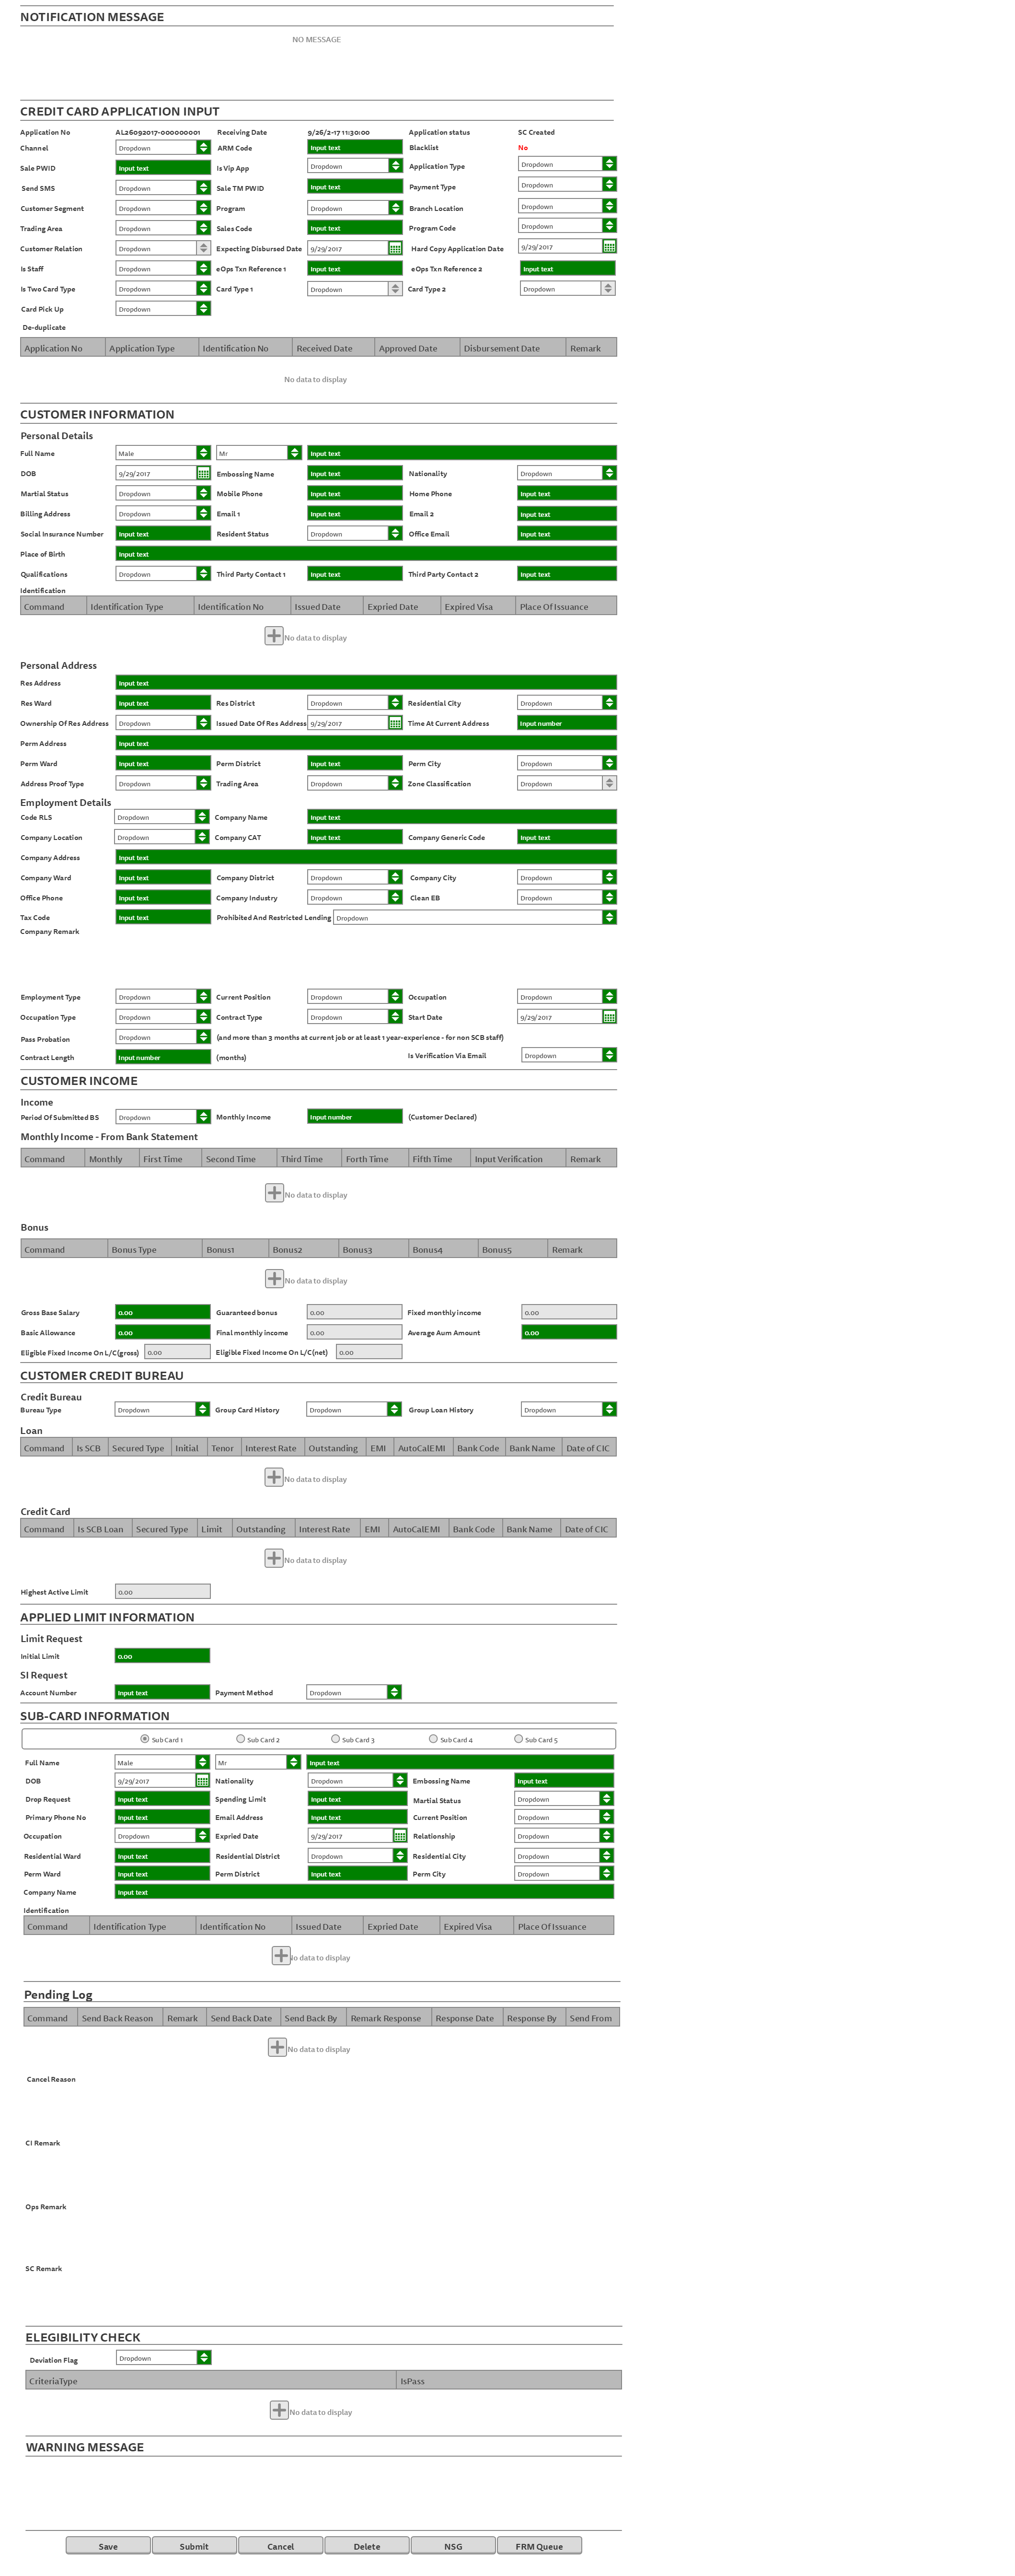 NOTIFICATION MESSAGE
NO MESSAGE
CREDIT CARD APPLICATION INPUT
Application No AL26092017-000000001 Receiving Date 9/26/2-17 11:30:00 Application status SC Created
Channel Dropdown ARM Code Input text Blacklist No
Sale PWID Input text Is Vip App Dropdown Application Type Dropdown
Send SMS Dropdown Sale TM PWID Input text Payment Type Dropdown
Customer Segment Dropdown Program Dropdown Branch Location Dropdown
Trading Area Dropdown Sales Code Input text Program Code Dropdown
Customer Relation Dropdown Expecting Disbursed Date 9/29/2017 Hard Copy Application Date 9/29/2017
Is Staff Dropdown eOps Txn Reference 1 Input text eOps Txn Reference 2 Input text
Is Two Card Type Dropdown Card Type 1 Dropdown Card Type 2 Dropdown
Card Pick Up Dropdown
De-duplicate
Application No Application Type Identification No Received Date Approved Date Disbursement Date Remark
No data to display
CUSTOMER INFORMATION
Personal Details
Full Name Male Mr Input text
DOB 9/29/2017 Embossing Name Input text Nationality Dropdown
Martial Status Dropdown Mobile Phone Input text Home Phone Input text
Billing Address Dropdown Email 1 Input text Email 2 Input text
Social Insurance Number Input text Resident Status Dropdown Office Email Input text
Place of Birth Input text
Qualifications Dropdown Third Party Contact 1 Input text Third Party Contact 2 Input text
Identification
Command Identification Type Identification No Issued Date Expried Date Expired Visa Place Of Issuance
No data to display
Personal Address
Res Address Input text
Res Ward Input text Res District Dropdown Residential City Dropdown
Ownership Of Res Address Dropdown Issued Date Of Res Address 9/29/2017 Time At Current Address Input number
Perm Address Input text
Perm Ward Input text Perm District Input text Perm City Dropdown
Address Proof Type Dropdown Trading Area Dropdown Zone Classification Dropdown
Employment Details
Code RLS Dropdown Company Name Input text
Company Location Dropdown Company CAT Input text Company Generic Code Input text
Company Address Input text
Company Ward Input text Company District Dropdown Company City Dropdown
Office Phone Input text Company Industry Dropdown Clean EB Dropdown
Tax Code Input text Prohibited And Restricted Lending Dropdown
Company Remark
Employment Type Dropdown Current Position Dropdown Occupation Dropdown
Occupation Type Dropdown Contract Type Dropdown Start Date 9/29/2017
Pass Probation Dropdown (and more than 3 months at current job or at least 1 year-experience - for non SCB staff)
Contract Length Input number (months) Is Verification Via Email Dropdown
CUSTOMER INCOME
Income
Period Of Submitted BS Dropdown Monthly Income Input number (Customer Declared)
Monthly Income - From Bank Statement
Command Monthly First Time Second Time Third Time Forth Time Fifth Time Input Verification Remark
No data to display
Bonus
Command Bonus Type Bonus1 Bonus2 Bonus3 Bonus4 Bonus5 Remark
No data to display
Gross Base Salary 0.00 Guaranteed bonus 0.00 Fixed monthly income 0.00
Basic Allowance 0.00 Final monthly income 0.00 Average Aum Amount 0.00
Eligible Fixed Income On L/C(gross) 0.00 Eligible Fixed Income On L/C(net) 0.00
CUSTOMER CREDIT BUREAU
Credit Bureau
Bureau Type Dropdown Group Card History Dropdown Group Loan History Dropdown
Loan
Command Is SCB Secured Type Initial Tenor Interest Rate Outstanding EMI AutoCalEMI Bank Code Bank Name Date of CIC
No data to display
Credit Card
Command Is SCB Loan Secured Type Limit Outstanding Interest Rate EMI AutoCalEMI Bank Code Bank Name Date of CIC
No data to display
Highest Active Limit 0.00
APPLIED LIMIT INFORMATION
Limit Request
Initial Limit 0.00
SI Request
Account Number Input text Payment Method Dropdown
SUB-CARD INFORMATION
Sub Card 1 Sub Card 2 Sub Card 3 Sub Card 4 Sub Card 5
Full Name Male Mr Input text
DOB 9/29/2017 Nationality Dropdown Embossing Name Input text
Drop Request Input text Spending Limit Input text Martial Status Dropdown
Primary Phone No Input text Email Address Input text Current Position Dropdown
Occupation Dropdown Expried Date 9/29/2017 Relationship Dropdown
Residential Ward Input text Residential District Dropdown Residential City Dropdown
Perm Ward Input text Perm District Input text Perm City Dropdown
Company Name Input text
Identification
Command Identification Type Identification No Issued Date Expried Date Expired Visa Place Of Issuance
No data to display
Pending Log
Command Send Back Reason Remark Send Back Date Send Back By Remark Response Response Date Response By Send From
No data to display
Cancel Reason
CI Remark
Ops Remark
SC Remark
ELEGIBILITY CHECK
Deviation Flag Dropdown
CriteriaType IsPass
No data to display
WARNING MESSAGE
Save Submit Cancel Delete NSG FRM Queue